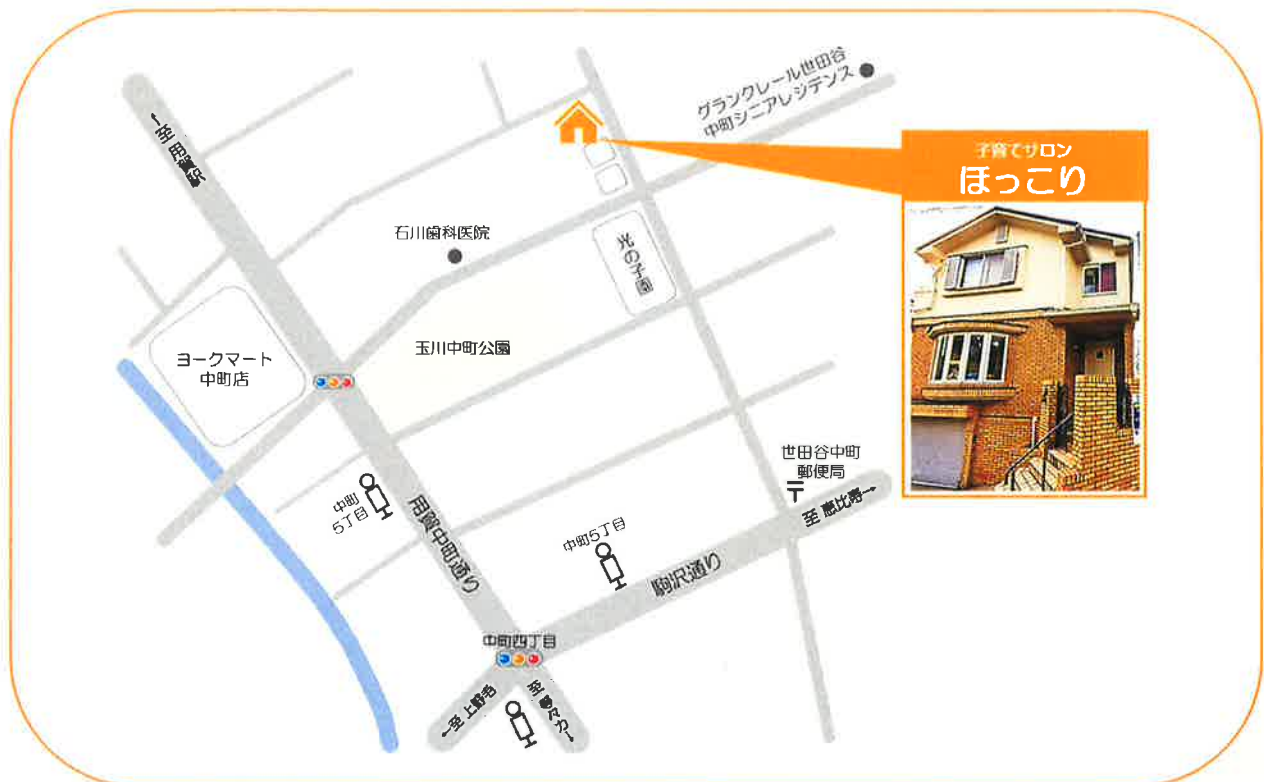 ←至 用賀駅
グランクレール世田谷
中町シニアレジデンス
子育てサロン
ほっこり
石川歯科医院
光の子園
玉川中町公園
ヨークマート
中町店
世田谷中町
郵便局
〒
至 恵比寿→
中町
5丁目
用賀中町通り
中町5丁目
駒沢通り
中町四丁目
←至 上野毛
至 等々力→